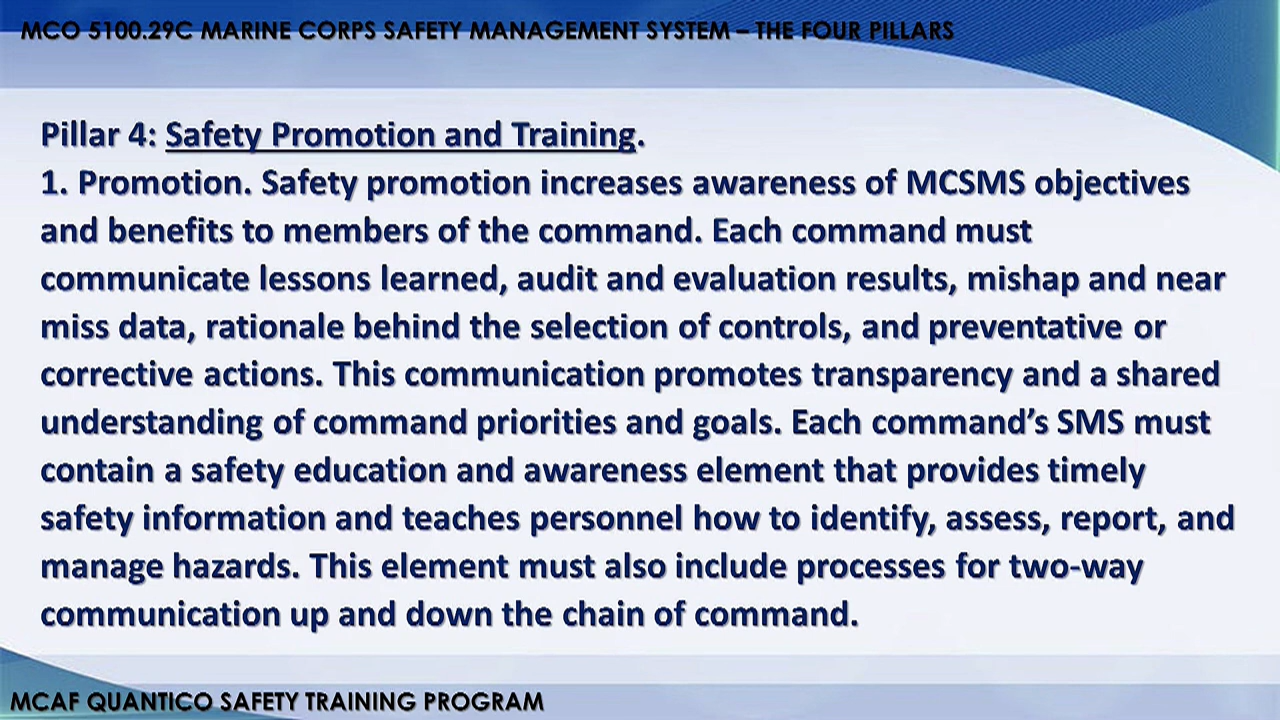 MCO 5100.29C MARINE CORPS SAFETY MANAGEMENT SYSTEM – THE FOUR PILLARS
Pillar 4: Safety Promotion and Training.
1. Promotion. Safety promotion increases awareness of MCSMS objectives
and benefits to members of the command. Each command must
communicate lessons learned, audit and evaluation results, mishap and near
miss data, rationale behind the selection of controls, and preventative or
corrective actions. This communication promotes transparency and a shared
understanding of command priorities and goals. Each command’s SMS must
contain a safety education and awareness element that provides timely
safety information and teaches personnel how to identify, assess, report, and
manage hazards. This element must also include processes for two-way
communication up and down the chain of command.
MCAF QUANTICO SAFETY TRAINING PROGRAM